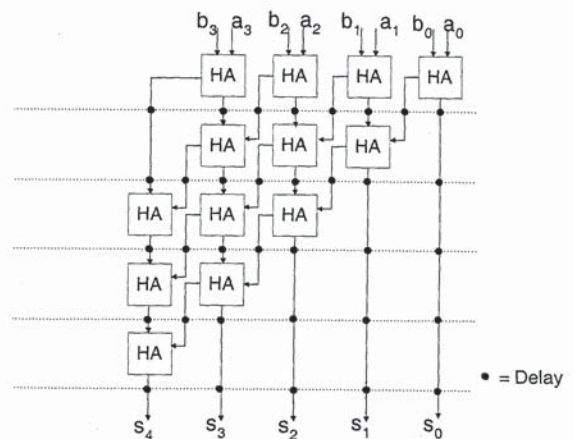 b3 a3 b2 a2 b1 a1 b0 a0
HA HA HA HA
HA HA HA
HA HA HA
HA HA
HA
● = Delay
S4 S3 S2 S1 S0